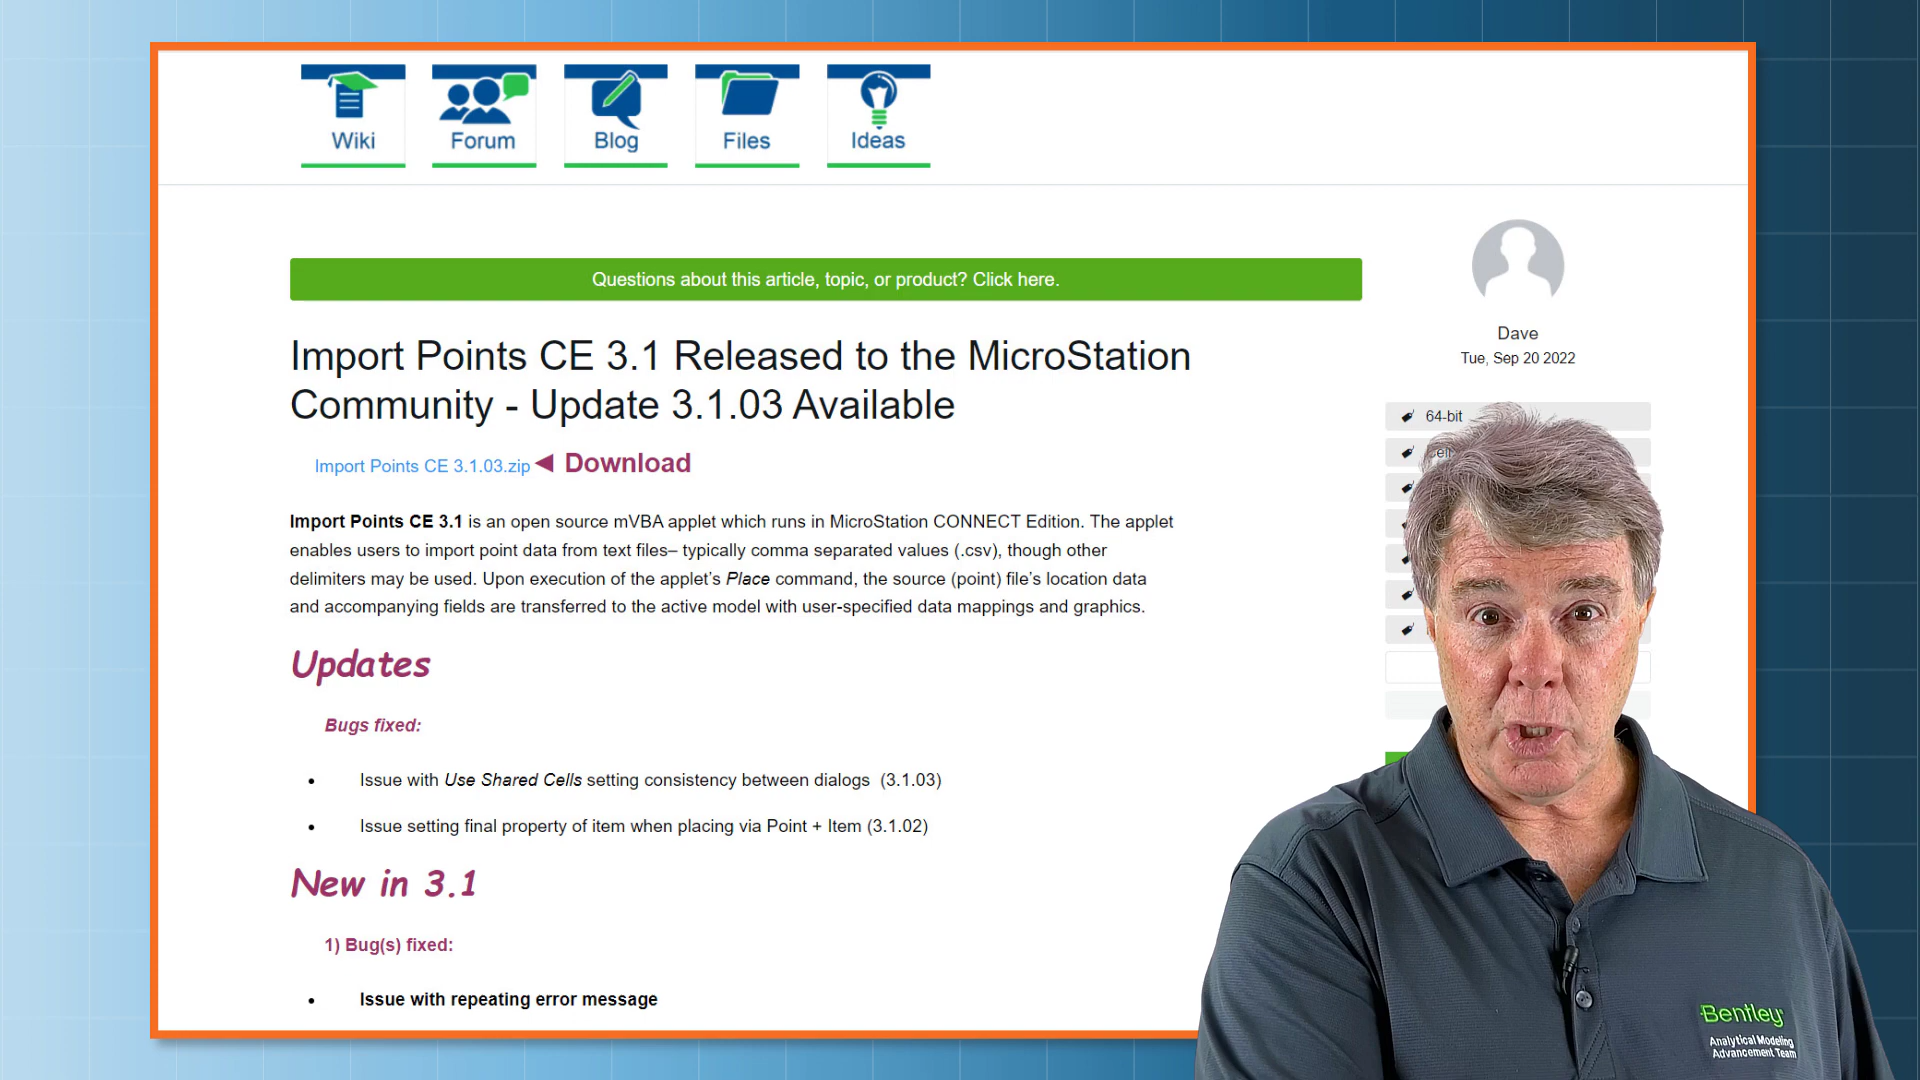 Wiki
Forum
Blog
Files
Ideas
Questions about this article, topic, or product? Click here.
Dave
Tue, Sep 20 2022
64-bit
Import Points CE 3.1 Released to the MicroStation
Community - Update 3.1.03 Available
Import Points CE 3.1.03.zip ◄ Download
Import Points CE 3.1 is an open source mVBA applet which runs in MicroStation CONNECT Edition. The applet
enables users to import point data from text files– typically comma separated values (.csv), though other
delimiters may be used. Upon execution of the applet's Place command, the source (point) file's location data
and accompanying fields are transferred to the active model with user-specified data mappings and graphics.
Updates
Bugs fixed:
• Issue with Use Shared Cells setting consistency between dialogs (3.1.03)
• Issue setting final property of item when placing via Point + Item (3.1.02)
New in 3.1
1) Bug(s) fixed:
• Issue with repeating error message
Bentley
Analytical Modeling
Advancement Team